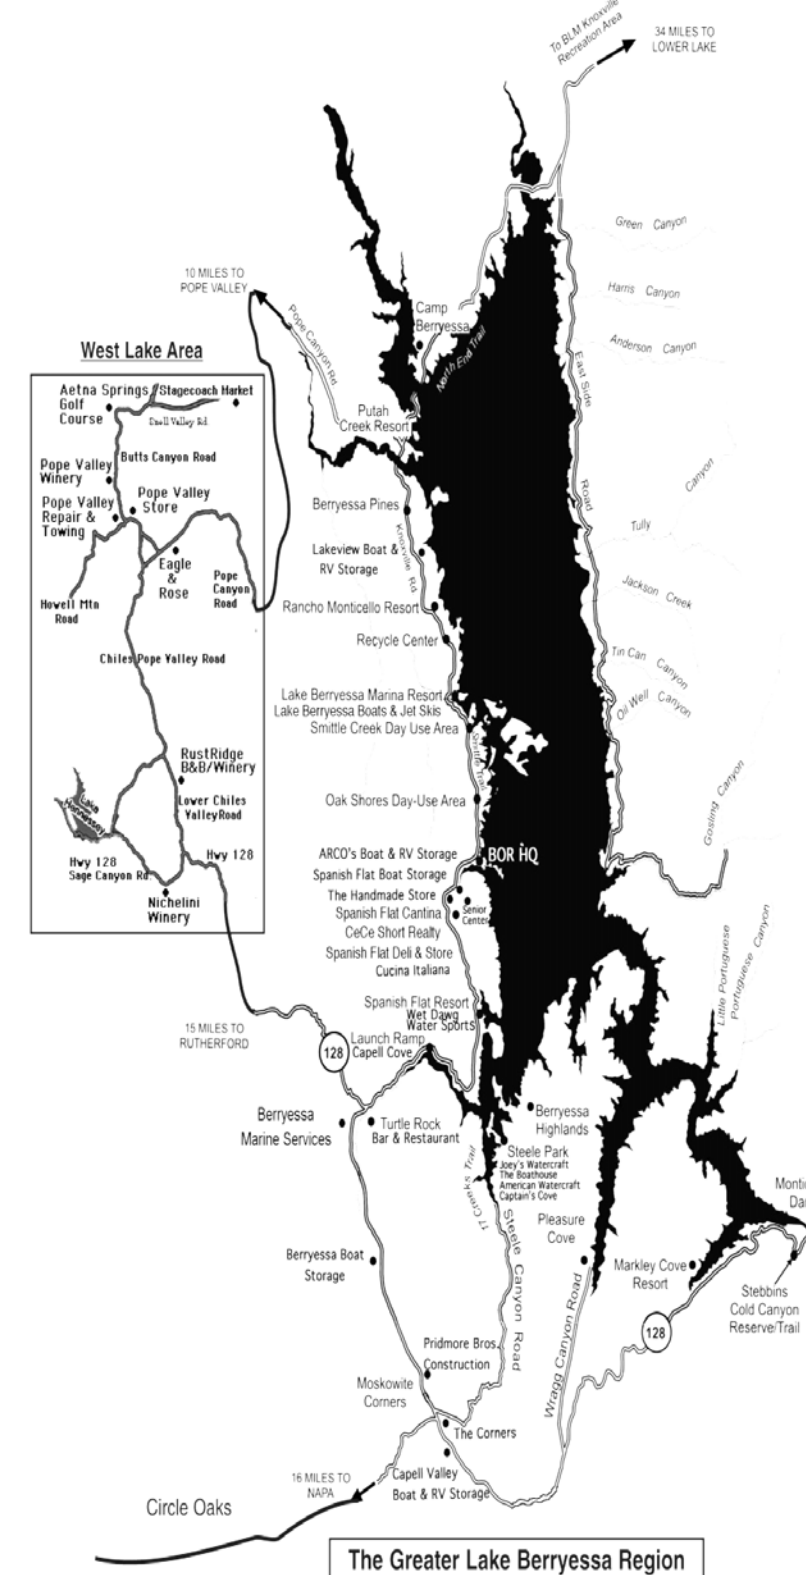 To BLM Knoxville
Recreation Area
34 MILES TO
LOWER LAKE
Green Canyon
Harris Canyon
Anderson Canyon
10 MILES TO
POPE VALLEY
Pope Canyon Rd
Camp
Berryessa
North End Trail
East Side Road
Putah
Creek Resort
West Lake Area
Aetna Springs
Golf
Course
Stagecoach Market
Snell Valley Rd
Butts Canyon Road
Pope Valley
Winery
Pope Valley
Repair &
Towing
Pope Valley
Store
Eagle
&
Rose
Pope
Canyon
Road
Howell Mtn
Road
Chiles Pope Valley Road
RustRidge
B&B/Winery
Lower Chiles
Valley Road
Lake
Hennessey
Hwy 128
Sage Canyon Rd.
Hwy 128
Nichelini
Winery
Berryessa Pines
Knoxville Rd
Lakeview Boat &
RV Storage
Rancho Monticello Resort
Recycle Center
Lake Berryessa Marina Resort
Lake Berryessa Boats & Jet Skis
Smittle Creek Day Use Area
Smittle Trail
Oak Shores Day-Use Area
Tully Canyon
Jackson Creek
Tin Can Canyon
Oil Well Canyon
Gosling Canyon
ARCO's Boat & RV Storage
BOR HQ
Spanish Flat Boat Storage
The Handmade Store
Spanish Flat Cantina
Senior
Center
CeCe Short Realty
Spanish Flat Deli & Store
Cucina Italiana
Spanish Flat Resort
Wet Dawg
Water Sports
Launch Ramp
Capell Cove
Little Portuguese
Portuguese Canyon
15 MILES TO
RUTHERFORD
128
Berryessa
Marine Services
Turtle Rock
Bar & Restaurant
Berryessa
Highlands
Steele Park
Joey's Watercraft
The Boathouse
American Watercraft
Captain's Cove
17 Creeks Trail
Steele Canyon Road
Pleasure
Cove
Wragg Canyon Road
Markley Cove
Resort
Da
Stebbins
Cold Canyon
Reserve/Trail
128
Berryessa Boat
Storage
Pridmore Bros.
Construction
Moskowite
Corners
The Corners
Capell Valley
Boat & RV Storage
16 MILES TO
NAPA
Circle Oaks
The Greater Lake Berryessa Region